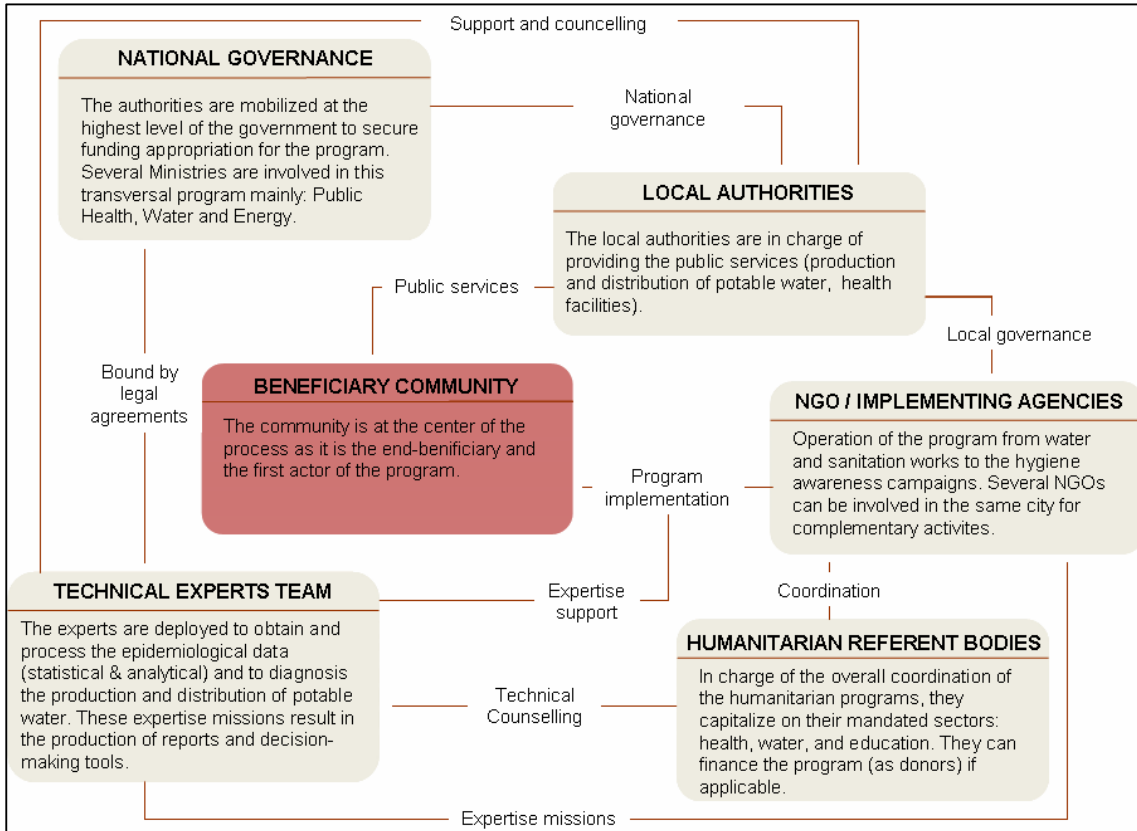 Support and councelling
NATIONAL GOVERNANCE
The authorities are mobilized at the
highest level of the government to secure
funding appropriation for the program.
Several Ministries are involved in this
transversal program mainly: Public
Health, Water and Energy.
National
governance
LOCAL AUTHORITIES
The local authorities are in charge of
providing the public services (production
and distribution of potable water, health
facilities).
Public services
Local governance
Bound by
legal
agreements
BENEFICIARY COMMUNITY
The community is at the center of the
process as it is the end-benificiary and
the first actor of the program.
Program
implementation
NGO / IMPLEMENTING AGENCIES
Operation of the program from water
and sanitation works to the hygiene
awareness campaigns. Several NGOs
can be involved in the same city for
complementary activites.
TECHNICAL EXPERTS TEAM
The experts are deployed to obtain and
process the epidemiological data
(statistical & analytical) and to diagnosis
the production and distribution of potable
water. These expertise missions result in
the production of reports and decision-
making tools.
Expertise
support
Coordination
Technical
Counselling
HUMANITARIAN REFERENT BODIES
In charge of the overall coordination of
the humanitarian programs, they
capitalize on their mandated sectors:
health, water, and education. They can
finance the program (as donors) if
applicable.
Expertise missions